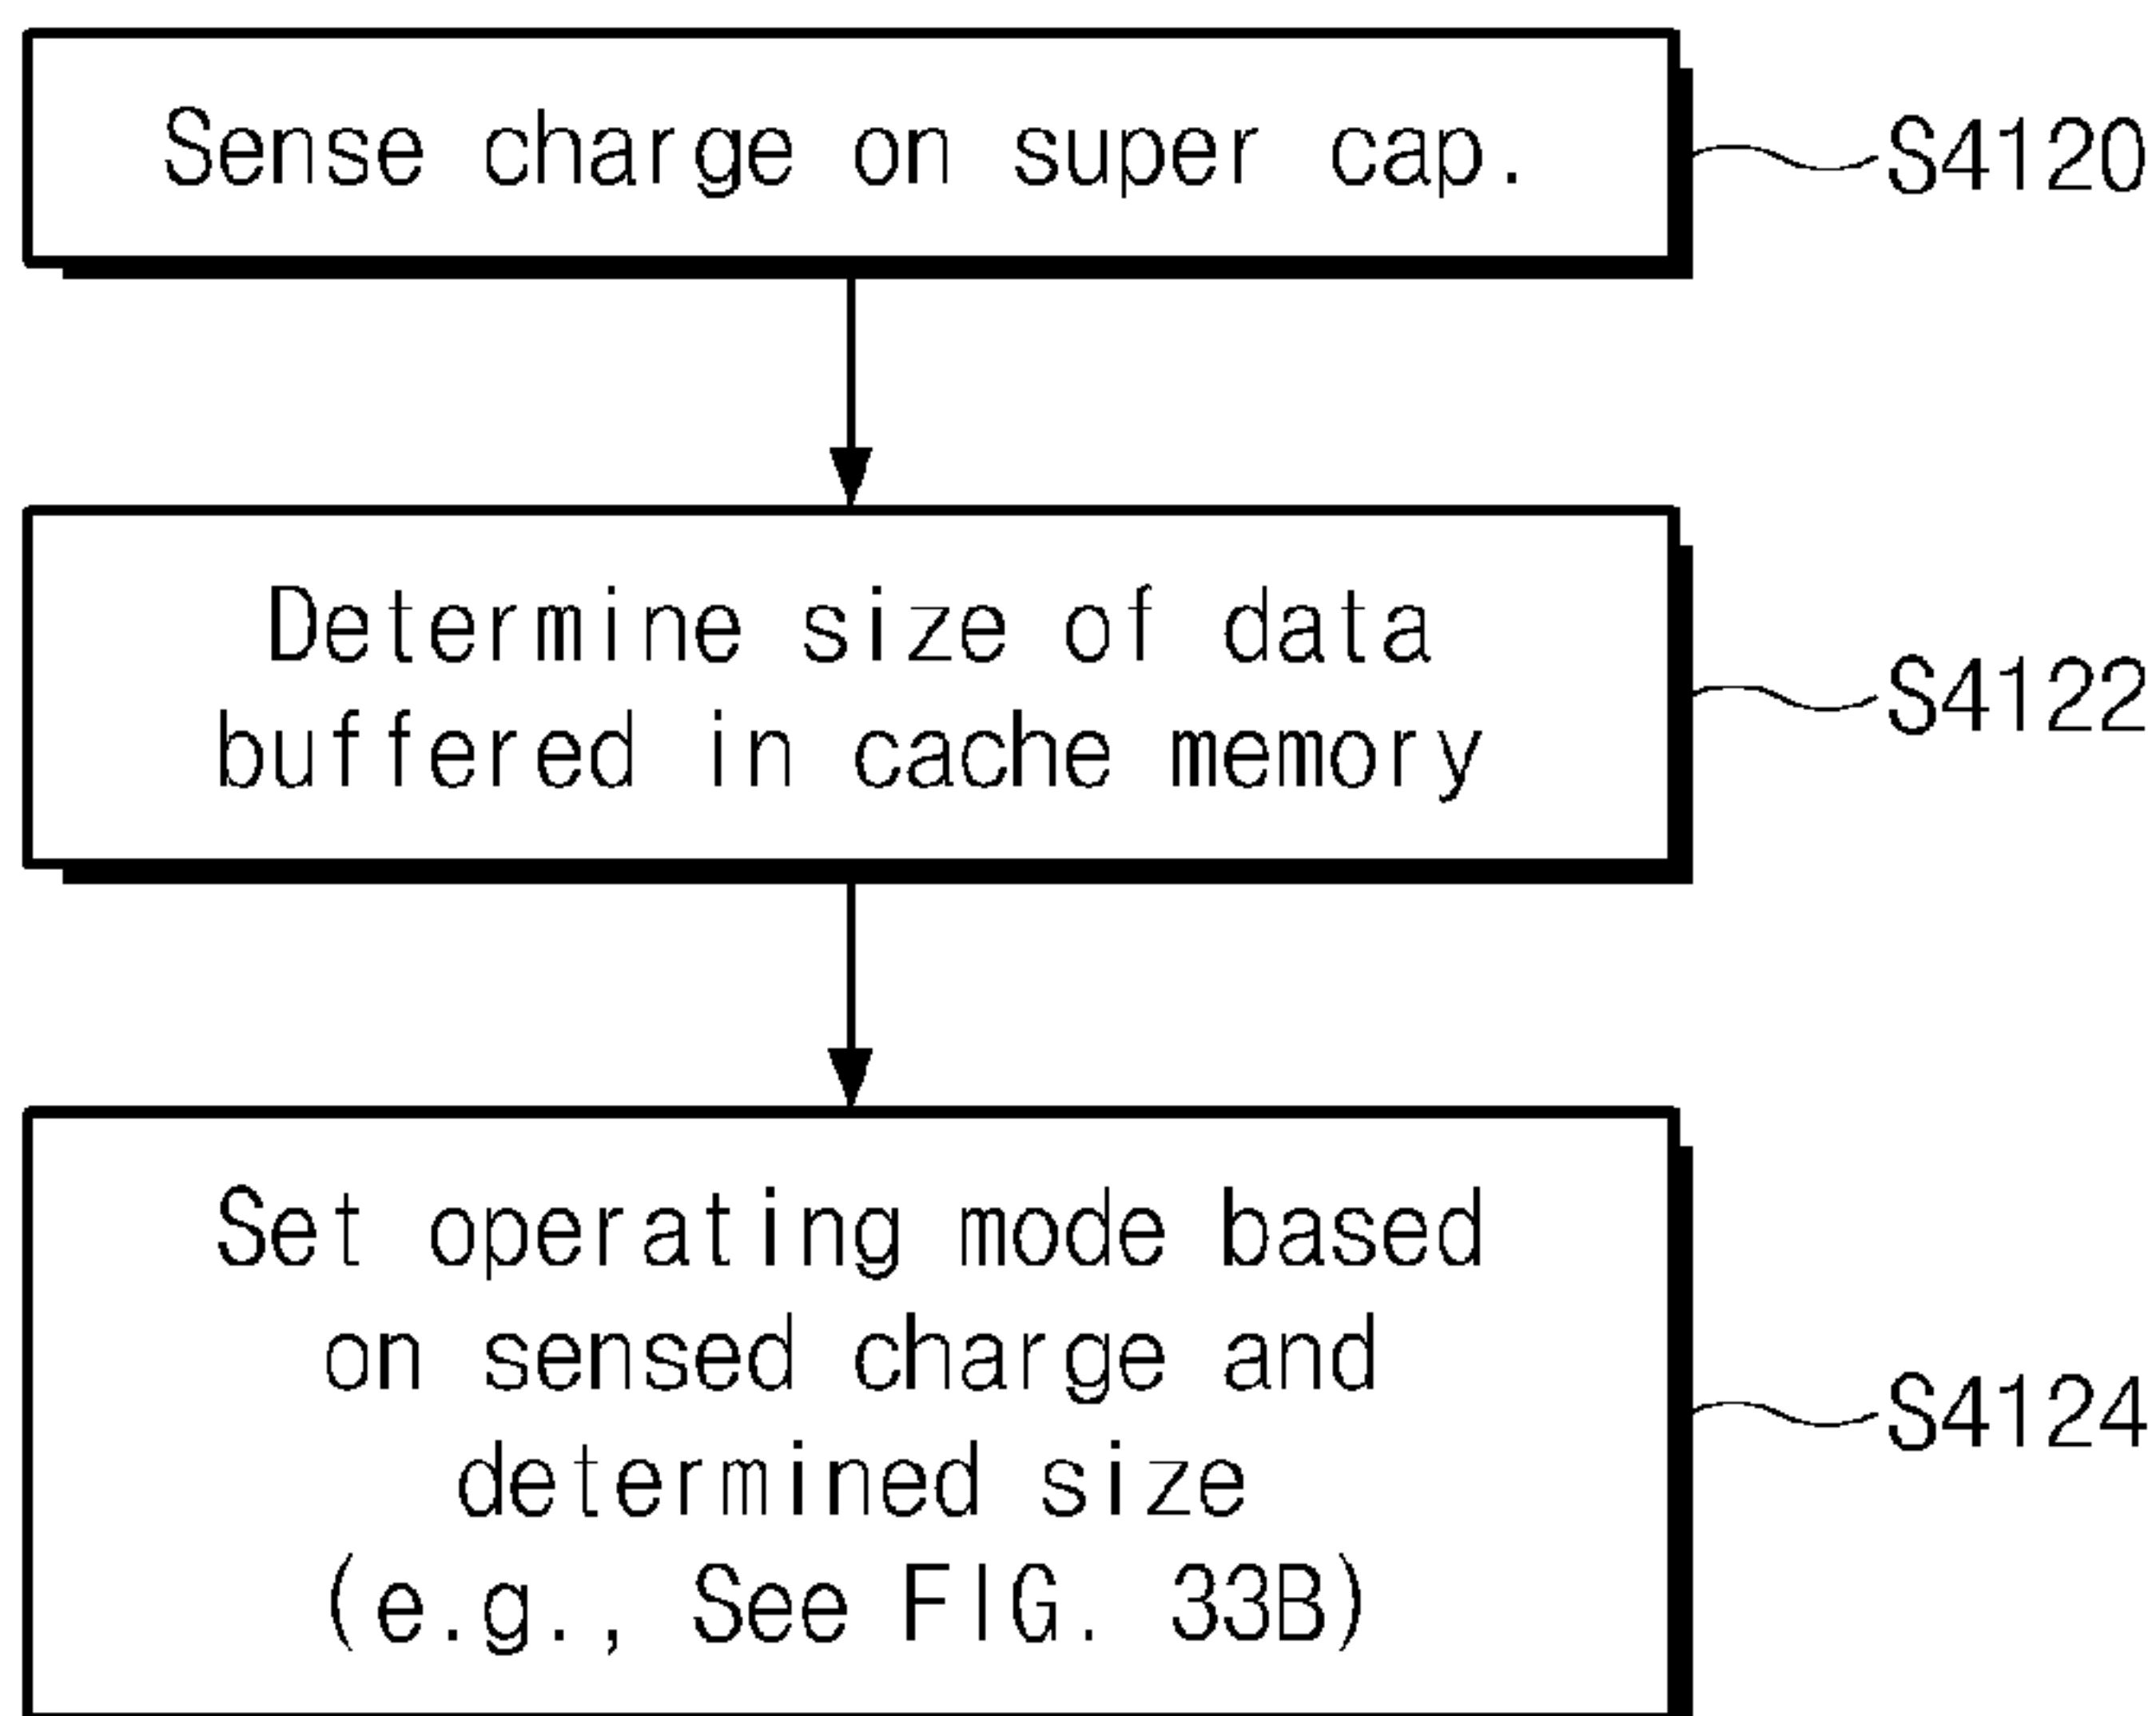 Sense charge on super cap.
S4120
Determine size of data
buffered in cache memory
S4122
Set operating mode based
on sensed charge and
determined size
(e.g., See FIG. 33B)
S4124